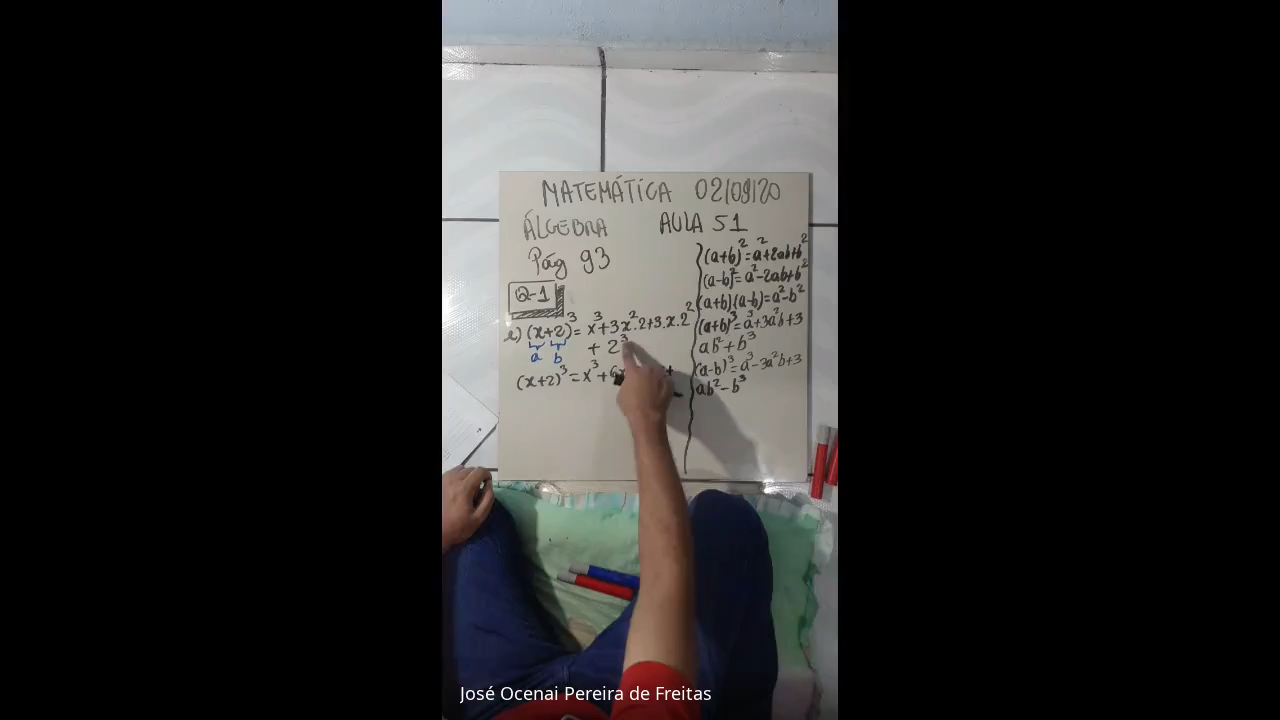 MATEMÁTICA 02/09/20
ÁLGEBRA AULA 51
Pág 93
Q-1
e) (x+2)³ = x³+3x².2+3.x.2²
+ 2³
a b
(x+2)³ = x³ +
(a+b)² = a²+2ab+b²
(a-b)² = a²-2ab+b²
(a+b)(a-b) = a²-b²
(a+b)³ = a³+3a²b+3
ab²+b³
(a-b)³ = a³-3a²b+3
ab²-b³
José Ocenai Pereira de Freitas